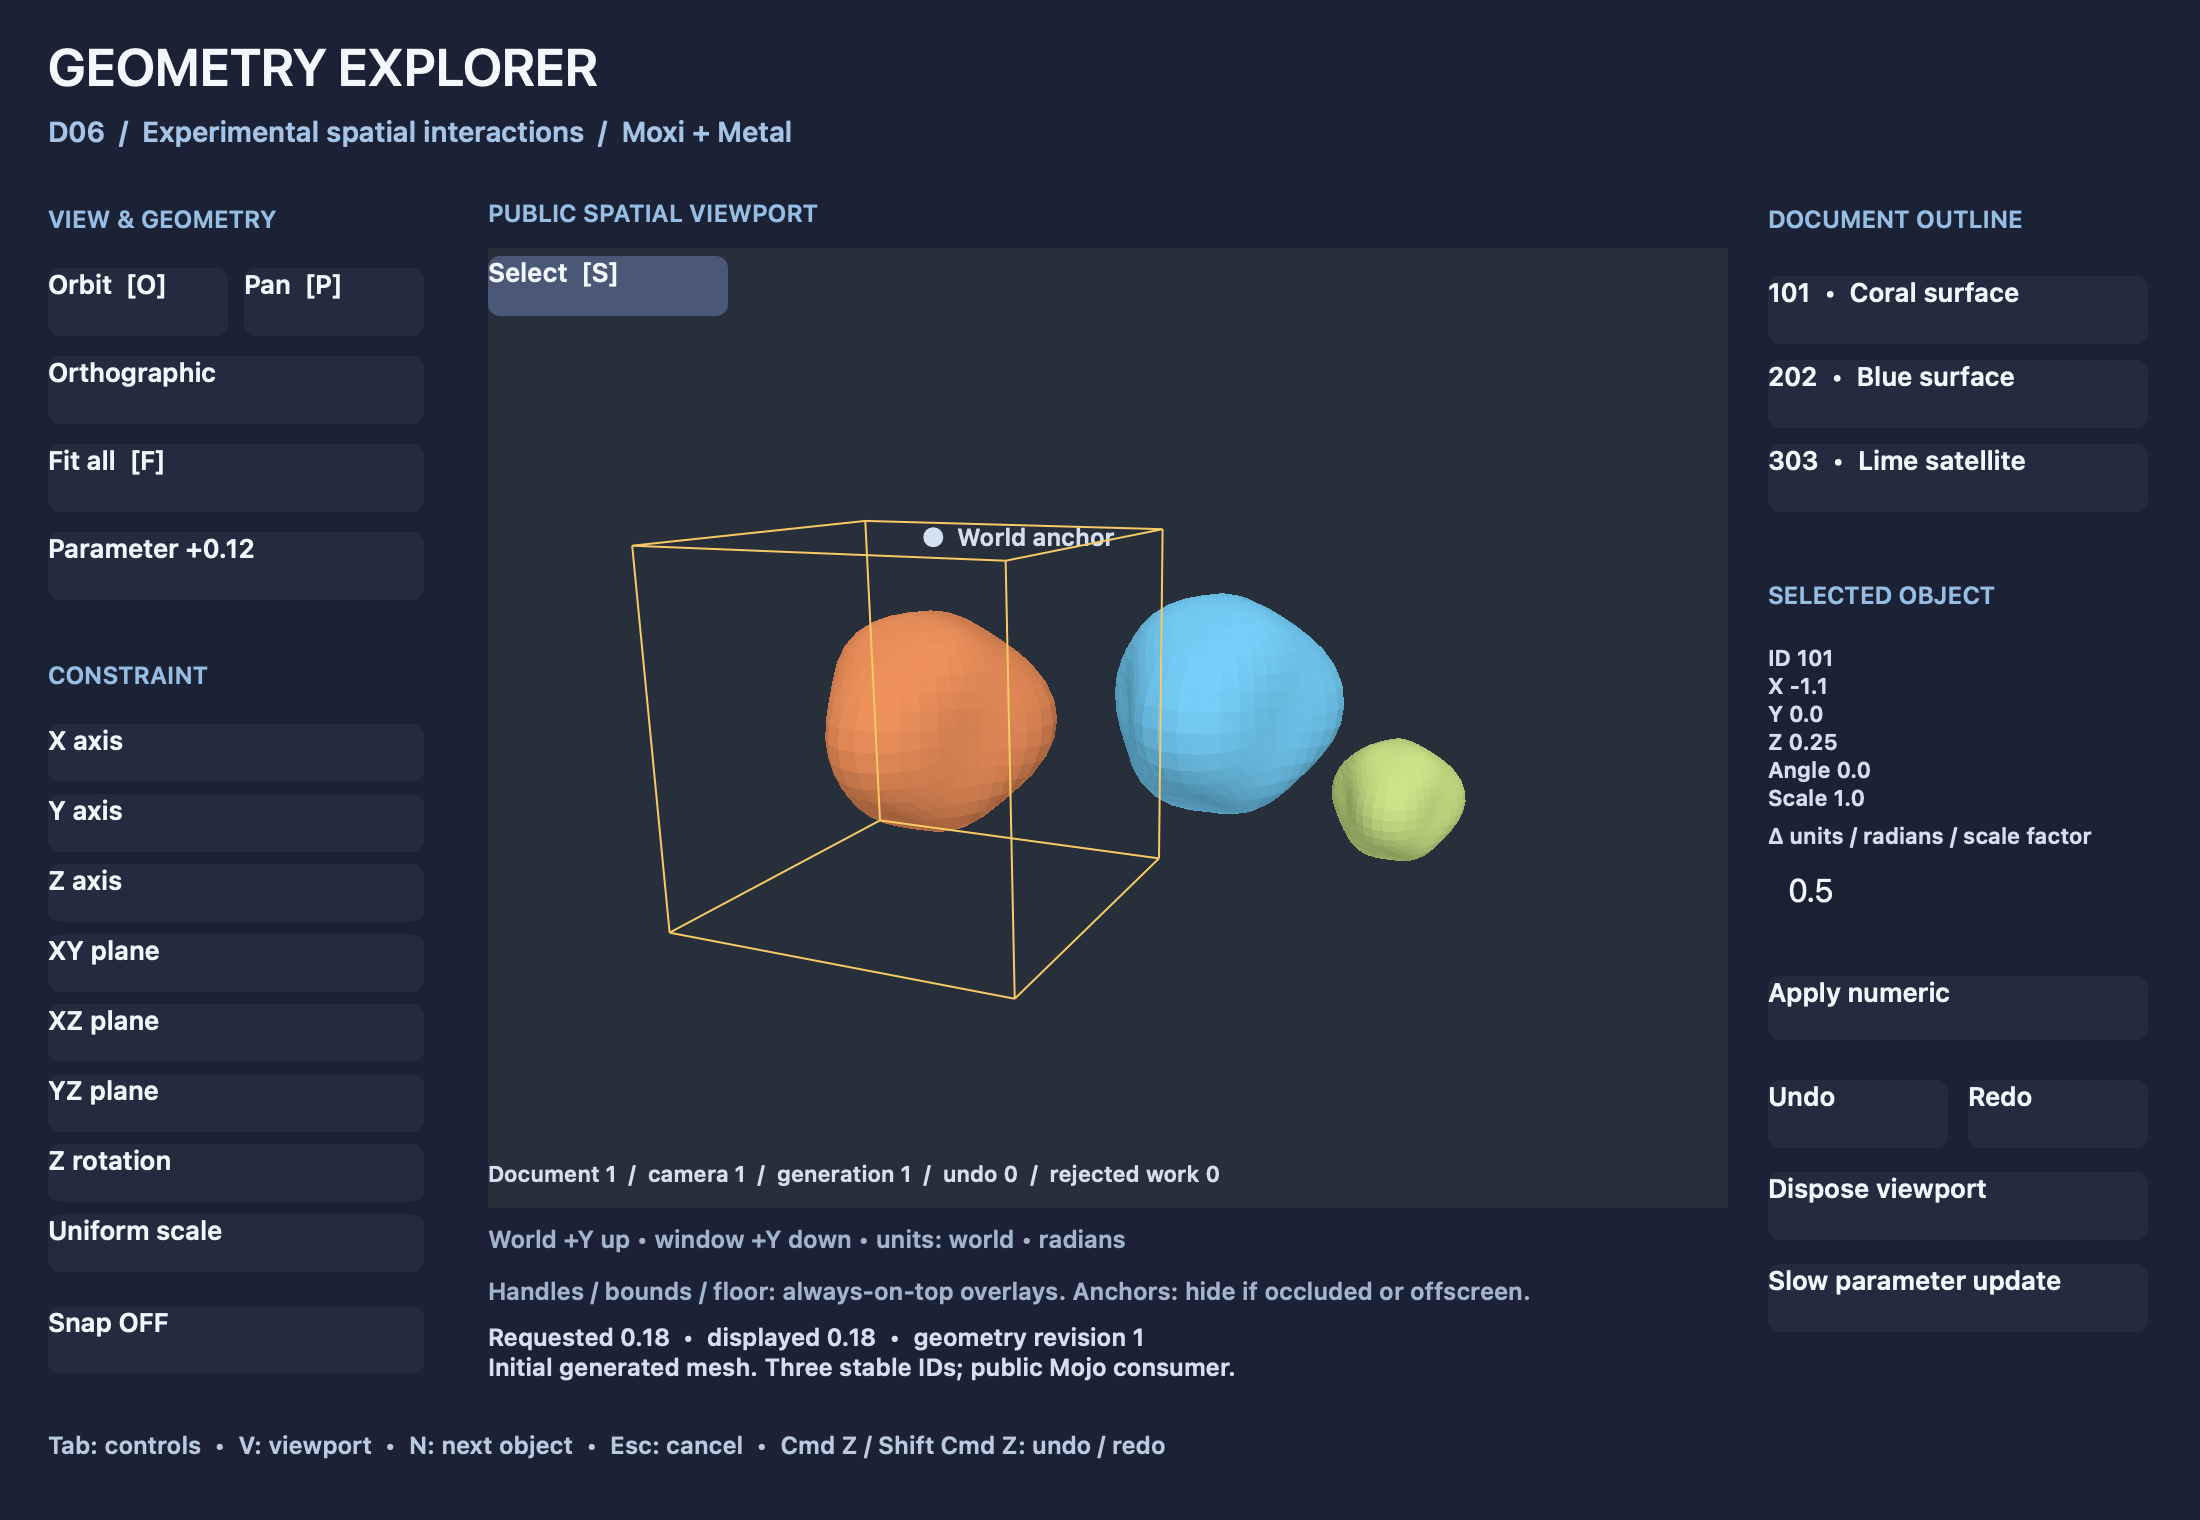 GEOMETRY EXPLORER
D06 / Experimental spatial interactions / Moxi + Metal
VIEW & GEOMETRY
Orbit [O]
Pan [P]
Orthographic
Fit all [F]
Parameter +0.12
CONSTRAINT
X axis
Y axis
Z axis
XY plane
XZ plane
YZ plane
Z rotation
Uniform scale
Snap OFF
PUBLIC SPATIAL VIEWPORT
Select [S]
World anchor
Document 1 / camera 1 / generation 1 / undo 0 / rejected work 0
World +Y up • window +Y down • units: world • radians
Handles / bounds / floor: always-on-top overlays. Anchors: hide if occluded or offscreen.
Requested 0.18 • displayed 0.18 • geometry revision 1
Initial generated mesh. Three stable IDs; public Mojo consumer.
DOCUMENT OUTLINE
101 • Coral surface
202 • Blue surface
303 • Lime satellite
SELECTED OBJECT
ID 101
X -1.1
Y 0.0
Z 0.25
Angle 0.0
Scale 1.0
Δ units / radians / scale factor
0.5
Apply numeric
Undo
Redo
Dispose viewport
Slow parameter update
Tab: controls • V: viewport • N: next object • Esc: cancel • Cmd Z / Shift Cmd Z: undo / redo